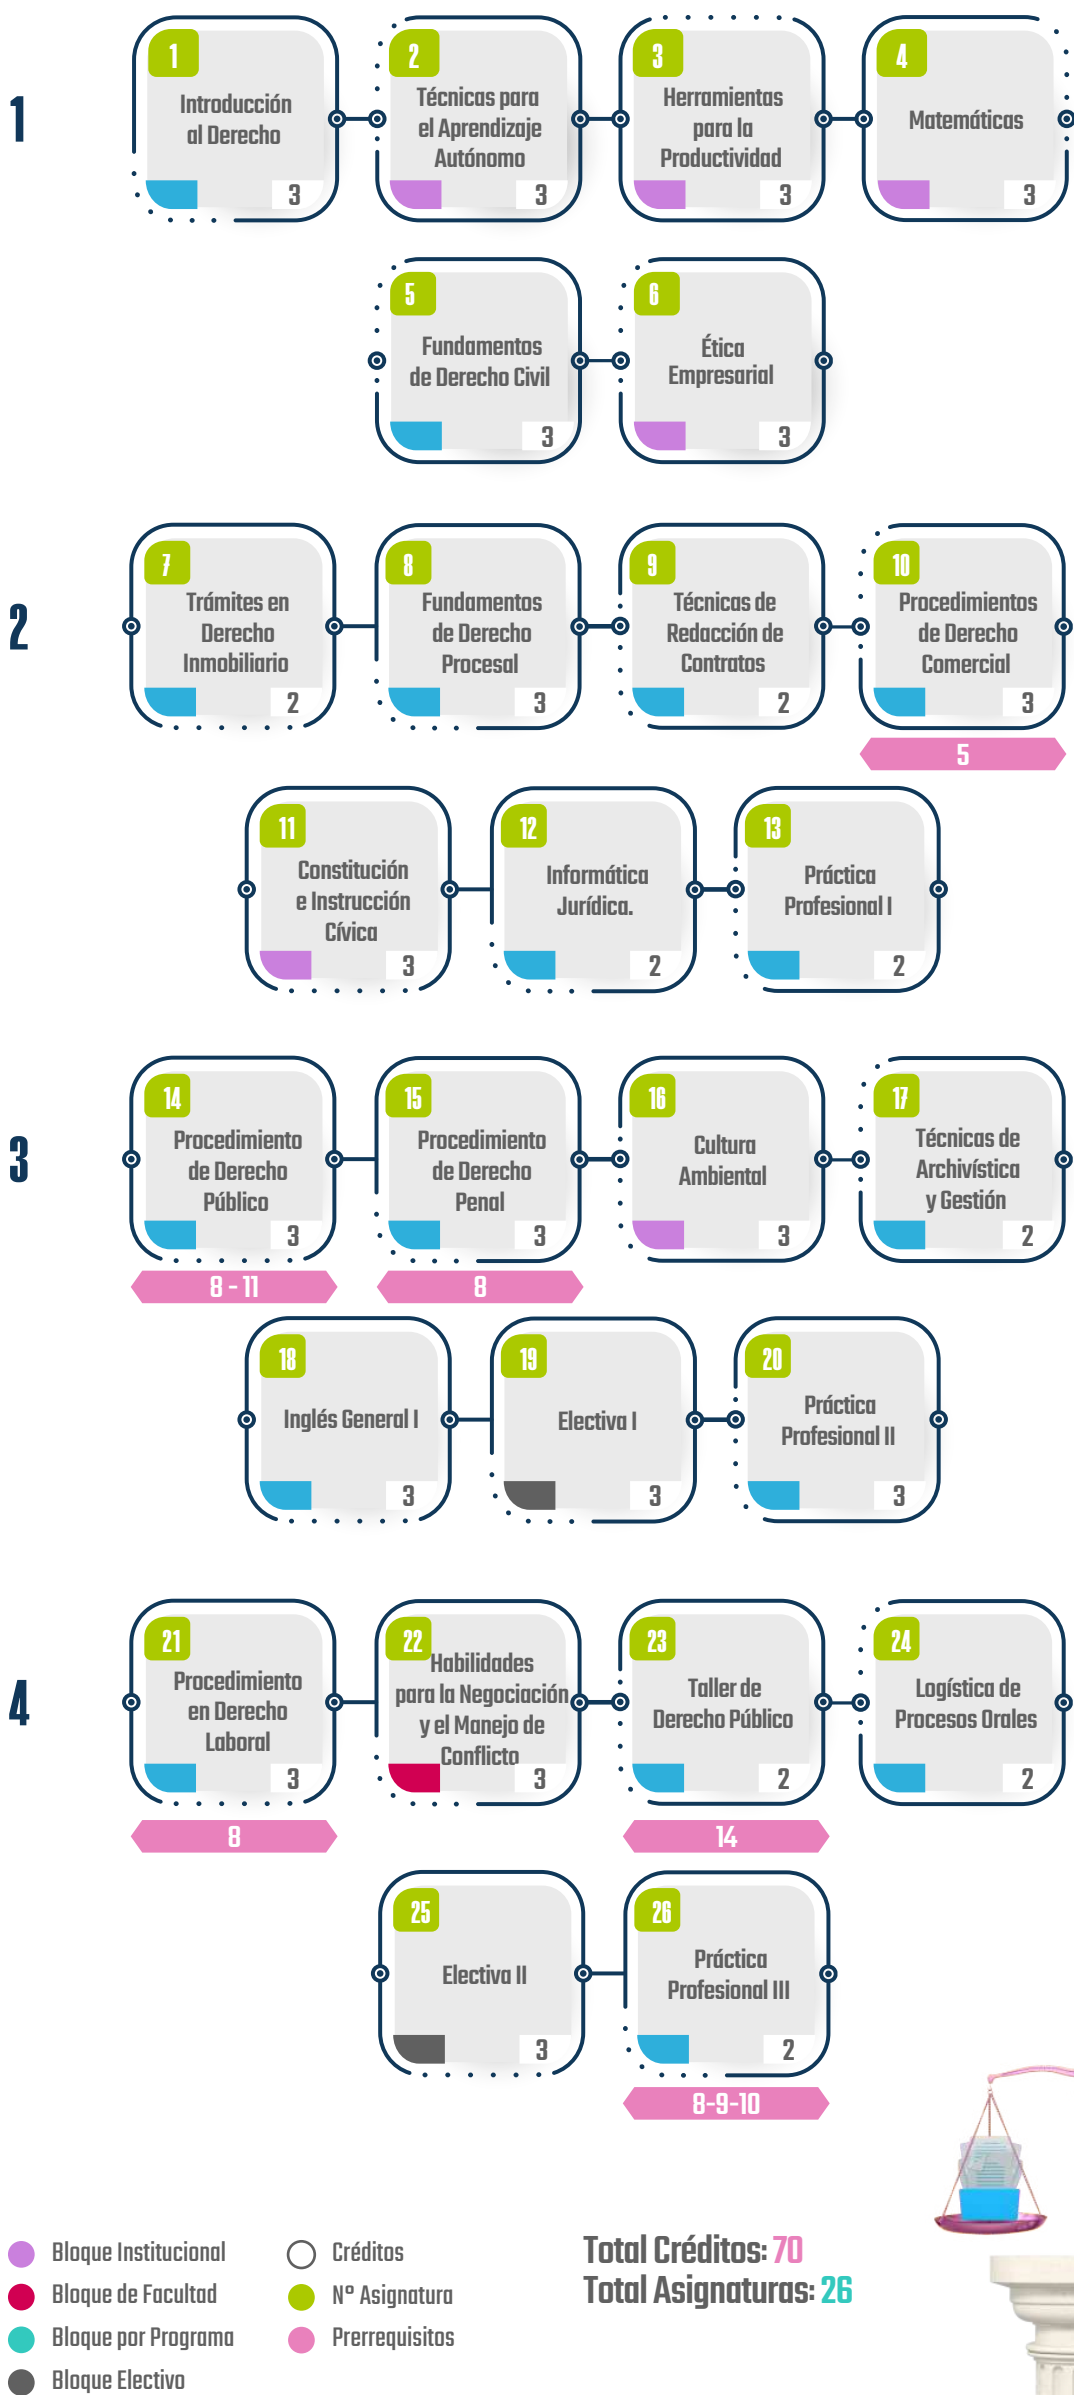 1
1
Introducción
al Derecho
3
2
Técnicas para
el Aprendizaje
Autónomo
3
3
Herramientas
para la
Productividad
3
4
Matemáticas
3
5
Fundamentos
de Derecho Civil
3
6
Ética
Empresarial
3
2
7
Trámites en
Derecho
Inmobiliario
2
8
Fundamentos
de Derecho
Procesal
3
9
Técnicas de
Redacción de
Contratos
2
10
Procedimientos
de Derecho
Comercial
3
5
11
Constitución
e Instrucción
Cívica
3
12
Informática
Jurídica.
2
13
Práctica
Profesional I
2
3
14
Procedimiento
de Derecho
Público
3
8 - 11
15
Procedimiento
de Derecho
Penal
3
8
16
Cultura
Ambiental
3
17
Técnicas de
Archivística
y Gestión
2
18
Inglés General I
3
19
Electiva I
3
20
Práctica
Profesional II
3
4
21
Procedimiento
en Derecho
Laboral
3
8
22
Habilidades
para la Negociación
y el Manejo de
Conflicto
3
23
Taller de
Derecho Público
2
14
24
Logística de
Procesos Orales
2
25
Electiva II
3
26
Práctica
Profesional III
2
8-9-10
Bloque Institucional
Bloque de Facultad
Bloque por Programa
Bloque Electivo
Créditos
N° Asignatura
Prerrequisitos
Total Créditos: 70
Total Asignaturas: 26